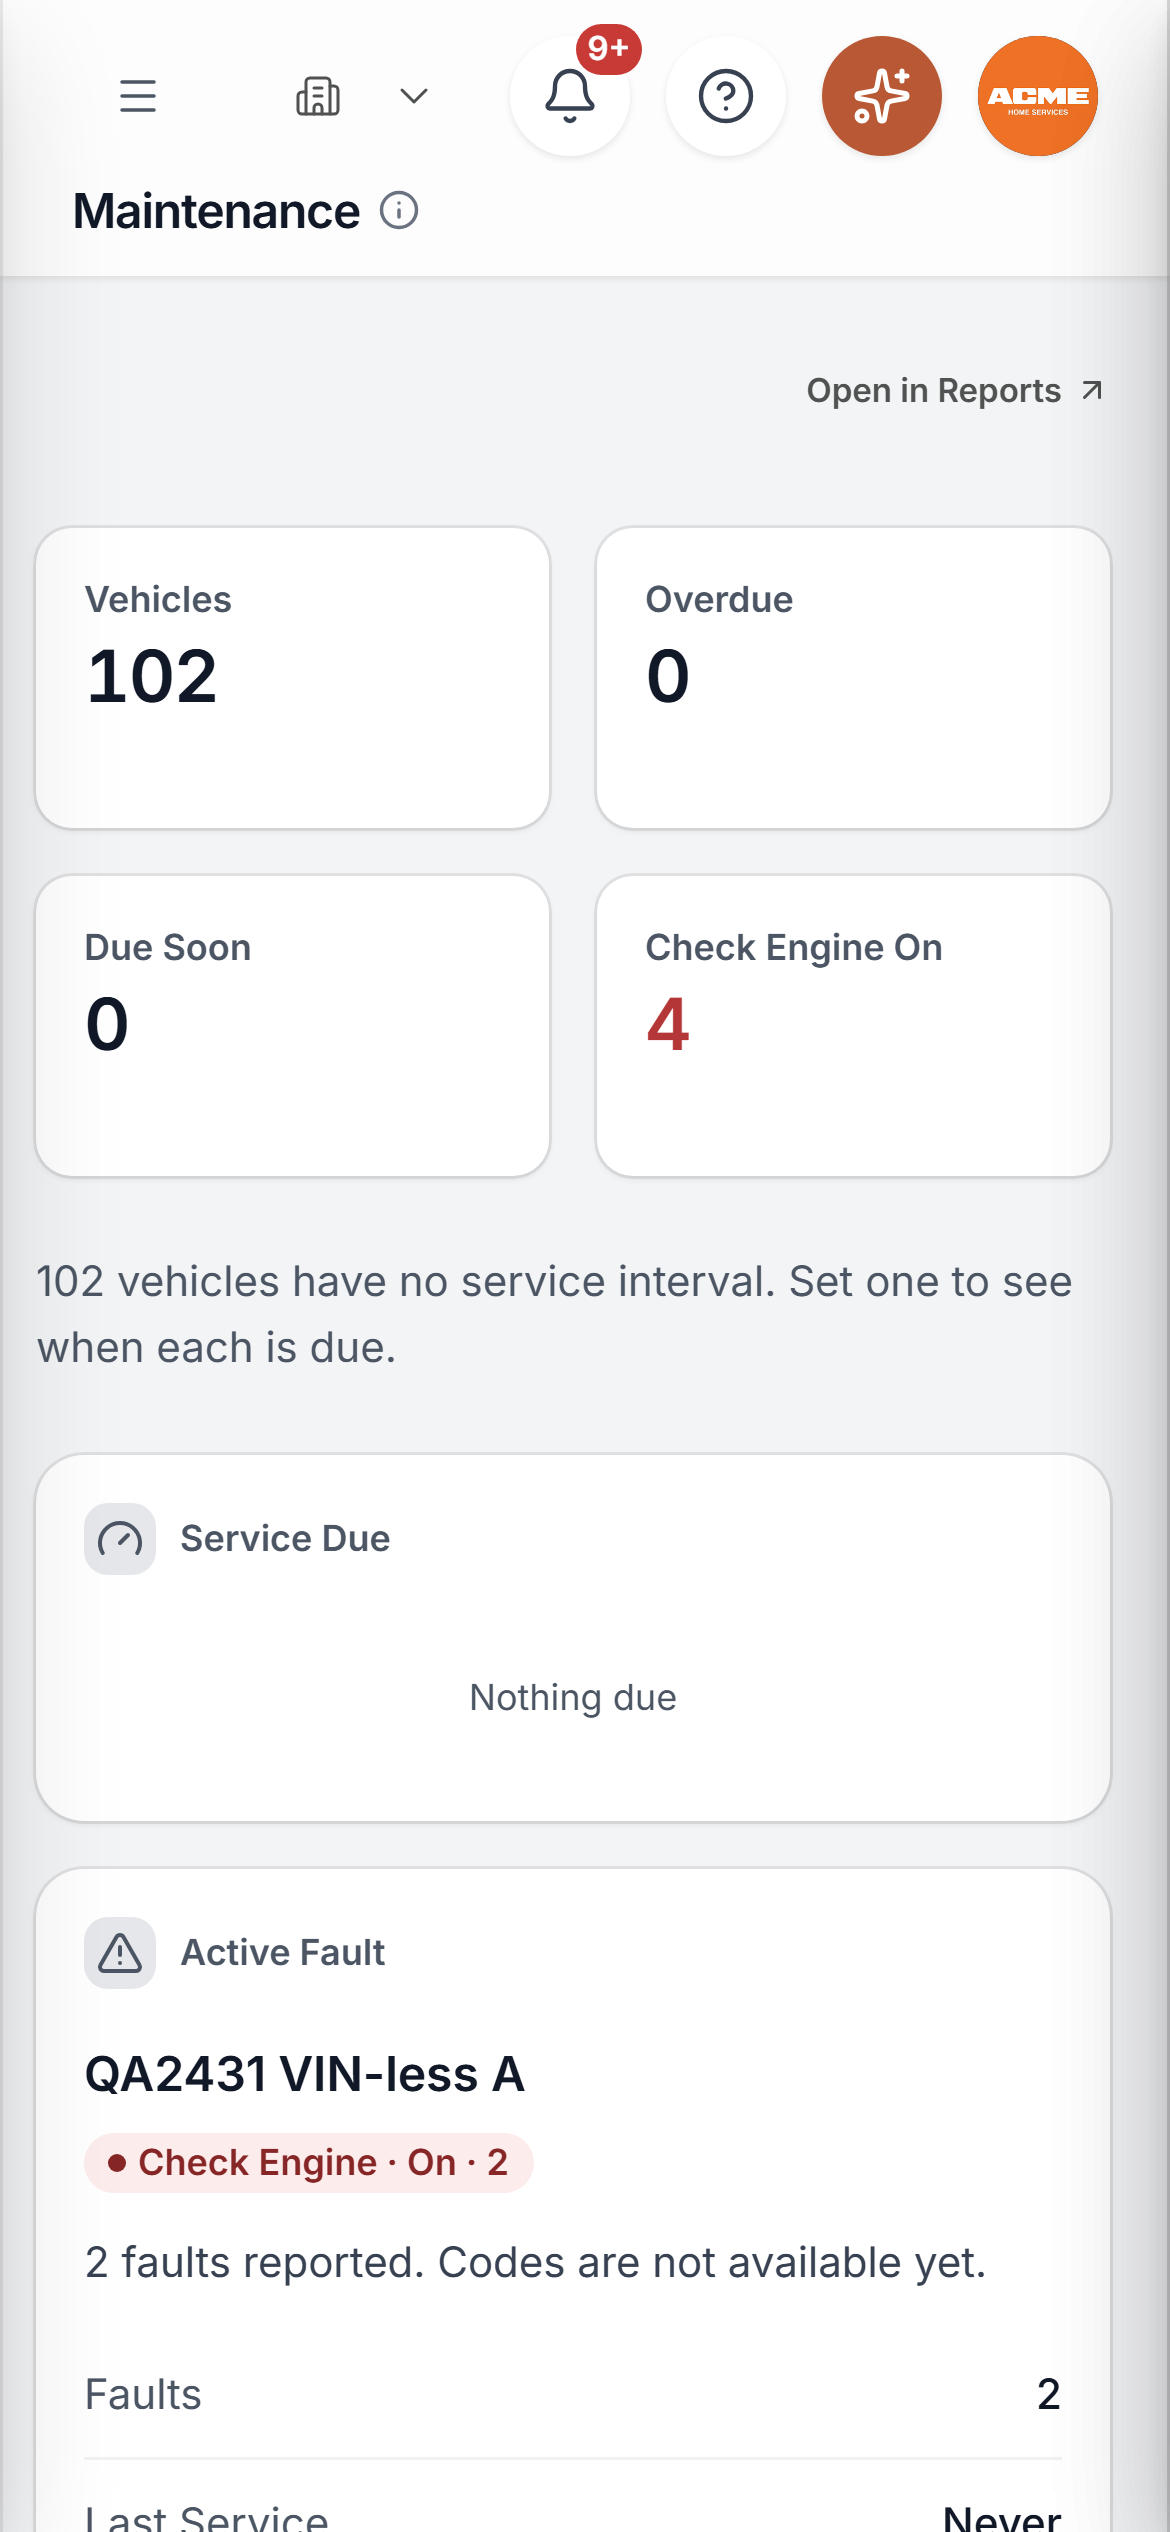 9+
ACME
HOME SERVICES
Maintenance
Open in Reports
Vehicles
102
Overdue
0
Due Soon
0
Check Engine On
4
102 vehicles have no service interval. Set one to see
when each is due.
Service Due
Nothing due
Active Fault
QA2431 VIN-less A
Check Engine · On · 2
2 faults reported. Codes are not available yet.
Faults 2
Last Service Never